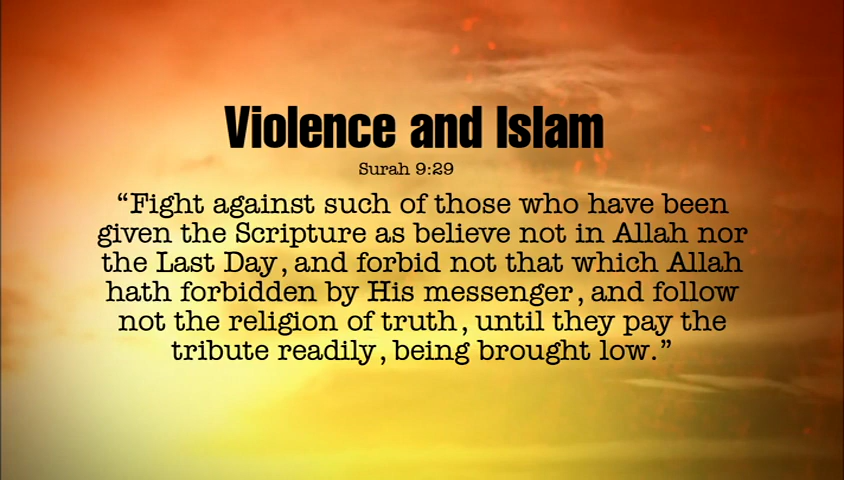 Violence and Islam
Surah 9:29
“Fight against such of those who have been
given the Scripture as believe not in Allah nor
the Last Day, and forbid not that which Allah
hath forbidden by His messenger, and follow
not the religion of truth, until they pay the
tribute readily, being brought low.”